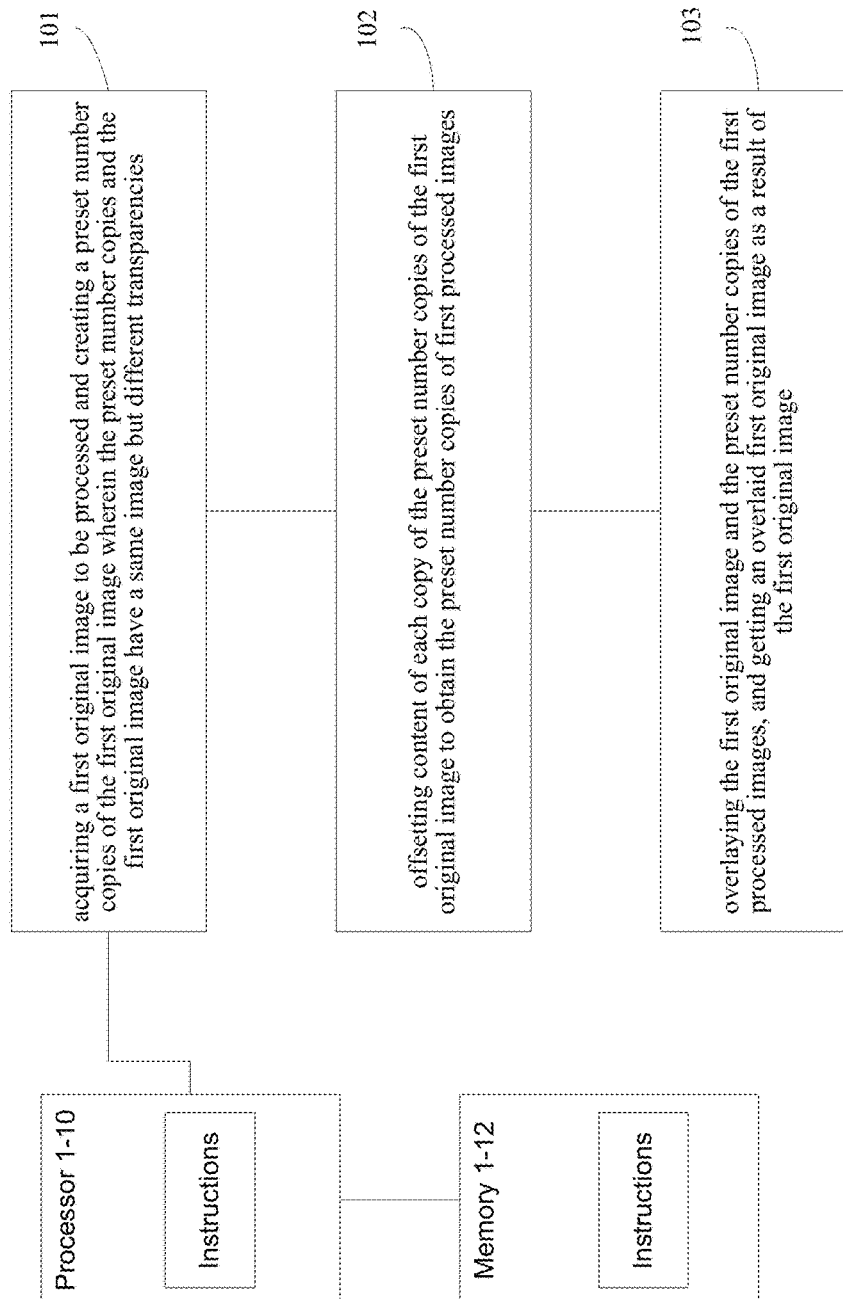 Processor 1-10
Instructions
Memory 1-12
Instructions
101
acquiring a first original image to be processed and creating a preset number
copies of the first original image wherein the preset number copies and the
first original image have a same image but different transparencies
102
offsetting content of each copy of the preset number copies of the first
original image to obtain the preset number copies of first processed images
103
overlaying the first original image and the preset number copies of the first
processed images, and getting an overlaid first original image as a result of
the first original image